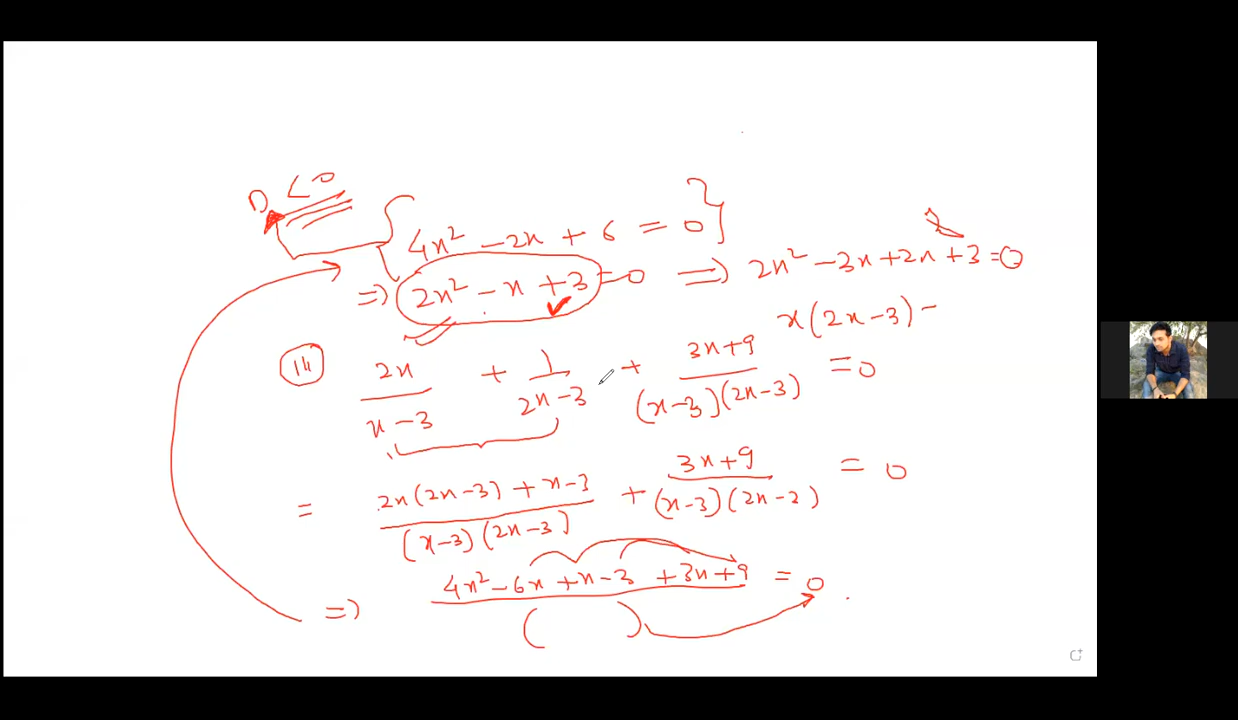 D < 0
4x² - 2x + 6 = 0 }
=> 2x² - x + 3 = 0 => 2x² - 3x + 2x + 3 = 0
x(2x-3) -
(14) 2x/(x-3) + 1/(2x-3) + (3x+9)/((x-3)(2x-3)) = 0
= (2x(2x-3) + x-3)/((x-3)(2x-3)) + (3x+9)/((x-3)(2x-2)) = 0
=> (4x² - 6x + x - 3 + 3x + 9)/( ) = 0